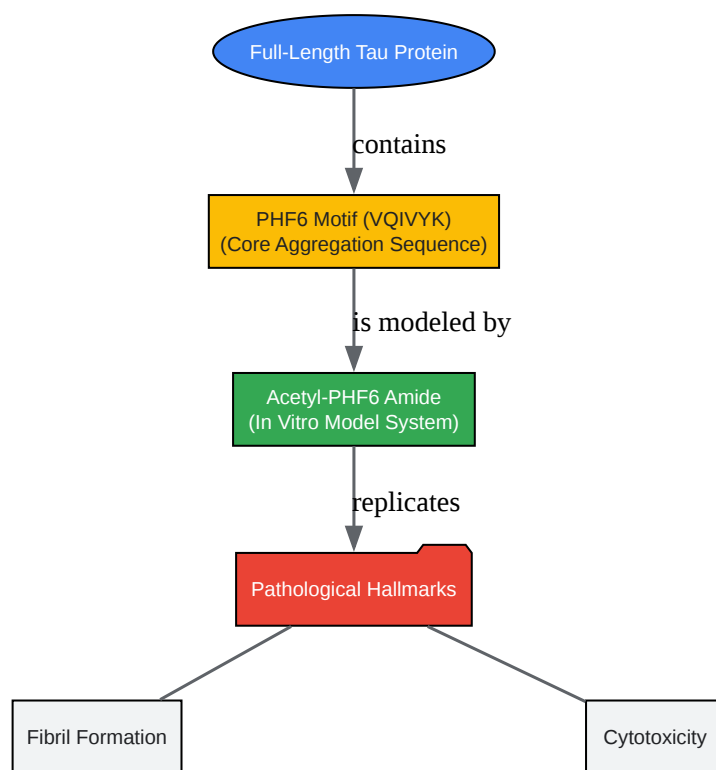 Full-Length Tau Protein
contains
PHF6 Motif (VQIVYK)
(Core Aggregation Sequence)
is modeled by
Acetyl-PHF6 Amide
(In Vitro Model System)
replicates
Pathological Hallmarks
Fibril Formation
Cytotoxicity